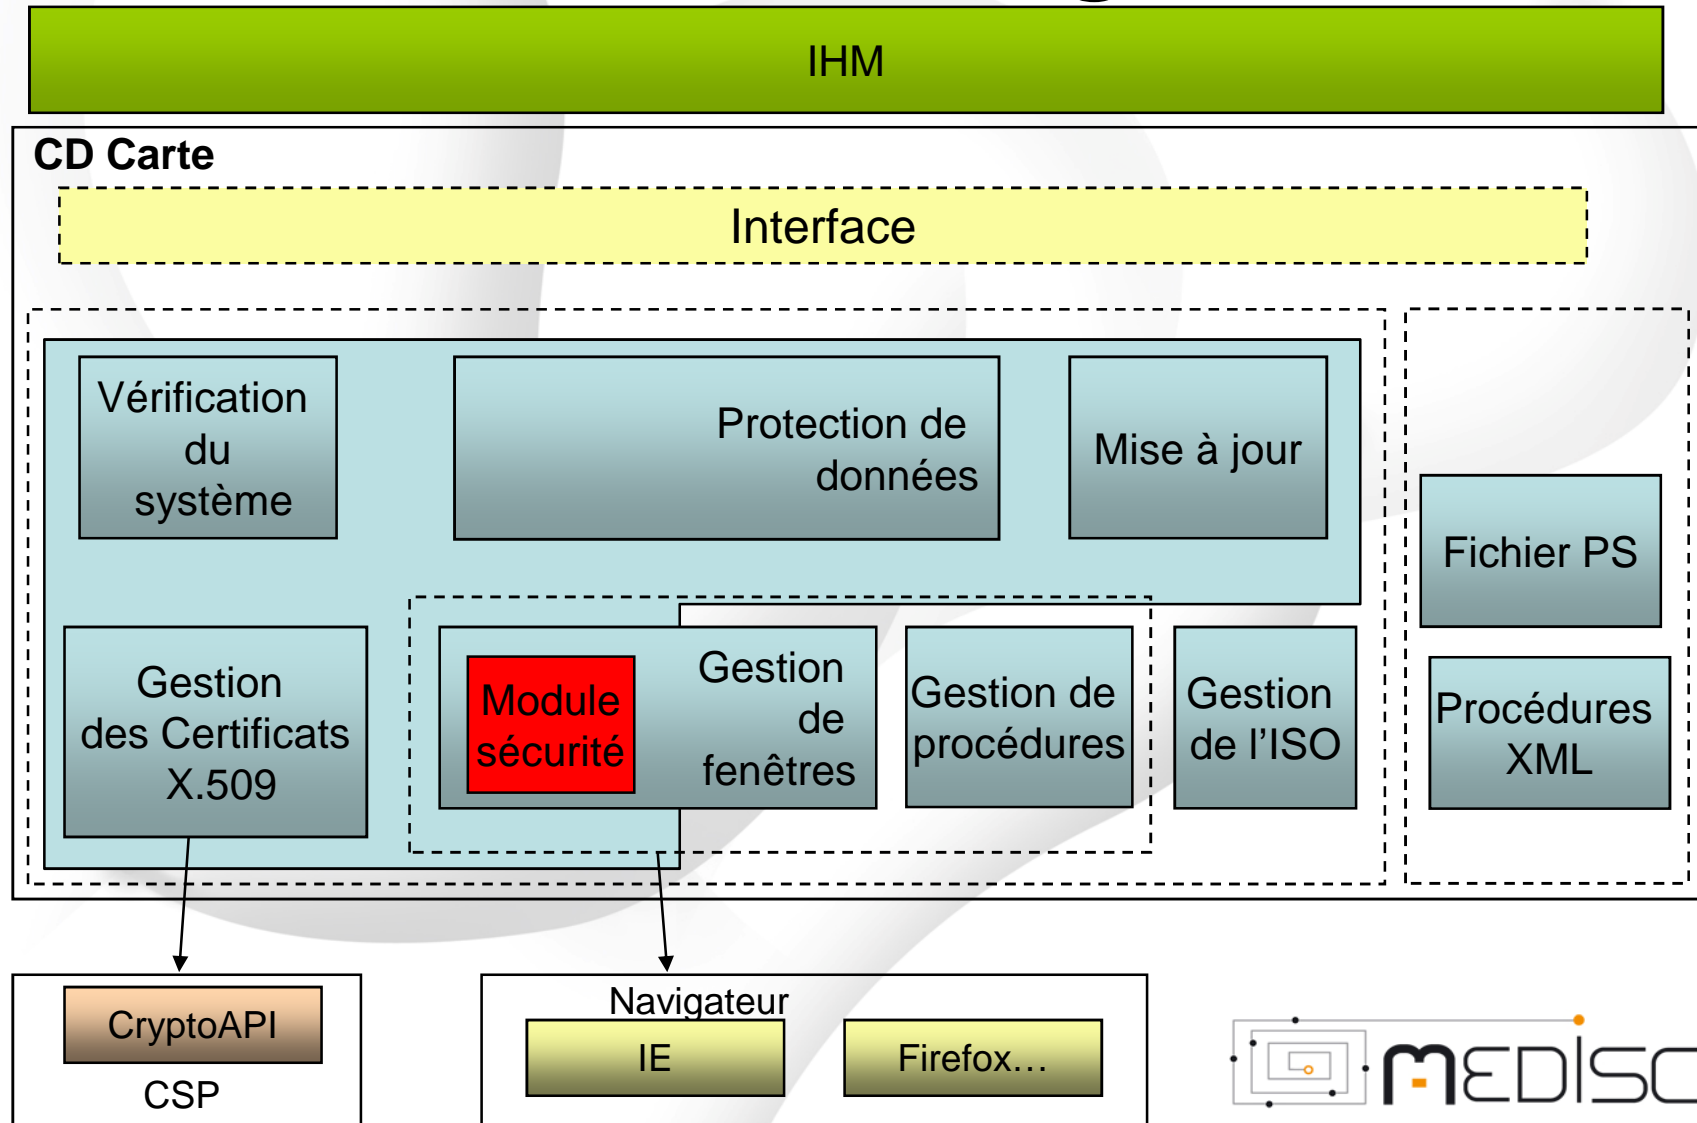 IHM
CD Carte
Interface
Vérification
du
système
Protection de
données
Mise à jour
Fichier PS
Gestion
des Certificats
X.509
Module
sécurité
Gestion
de
fenêtres
Gestion de
procédures
Gestion
de l’ISO
Procédures
XML
CryptoAPI
CSP
Navigateur
IE
Firefox…
MEDISC